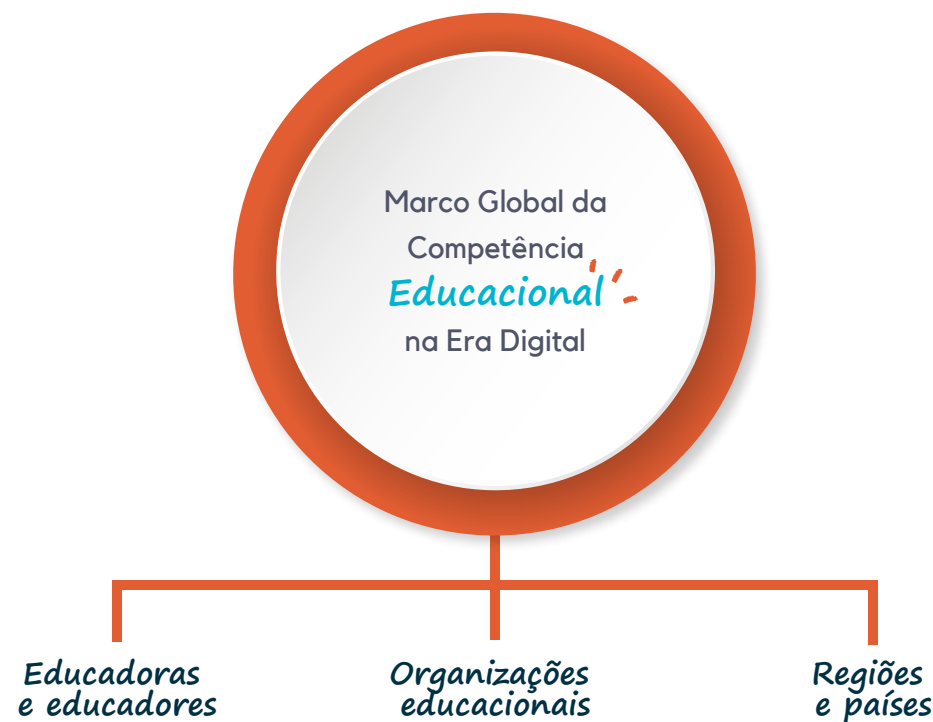 Marco Global da
Competência
Educacional
na Era Digital
Educadoras
e educadores
Organizações
educacionais
Regiões
e países